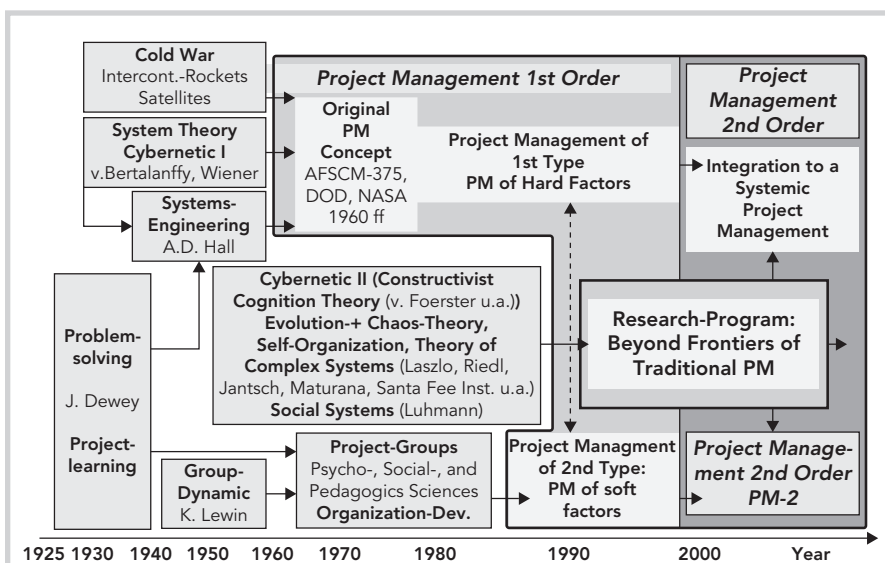 Cold War
Intercont.-Rockets
Satellites
System Theory
Cybernetic I
v.Bertalanffy, Wiener
Systems-
Engineering
A.D. Hall
Problem-
solving
J. Dewey
Project-
learning
Group-
Dynamic
K. Lewin
Project Management 1st Order
Original
PM
Concept
AFSCM-375,
DOD, NASA
1960 ff
Project Management of
1st Type
PM of Hard Factors
Project
Management
2nd Order
Integration to a
Systemic
Project
Management
Cybernetic II (Constructivist
Cognition Theory (v. Foerster u.a.))
Evolution-+ Chaos-Theory,
Self-Organization, Theory of
Complex Systems (Laszlo, Riedl,
Jantsch, Maturana, Santa Fee Inst. u.a.)
Social Systems (Luhmann)
Research-Program:
Beyond Frontiers of
Traditional PM
Project-Groups
Psycho-, Social-, and
Pedagogics Sciences
Organization-Dev.
Project Managment
of 2nd Type:
PM of soft
factors
Project Manage-
ment 2nd Order
PM-2
1925 1930 1940 1950 1960 1970 1980 1990 2000 Year